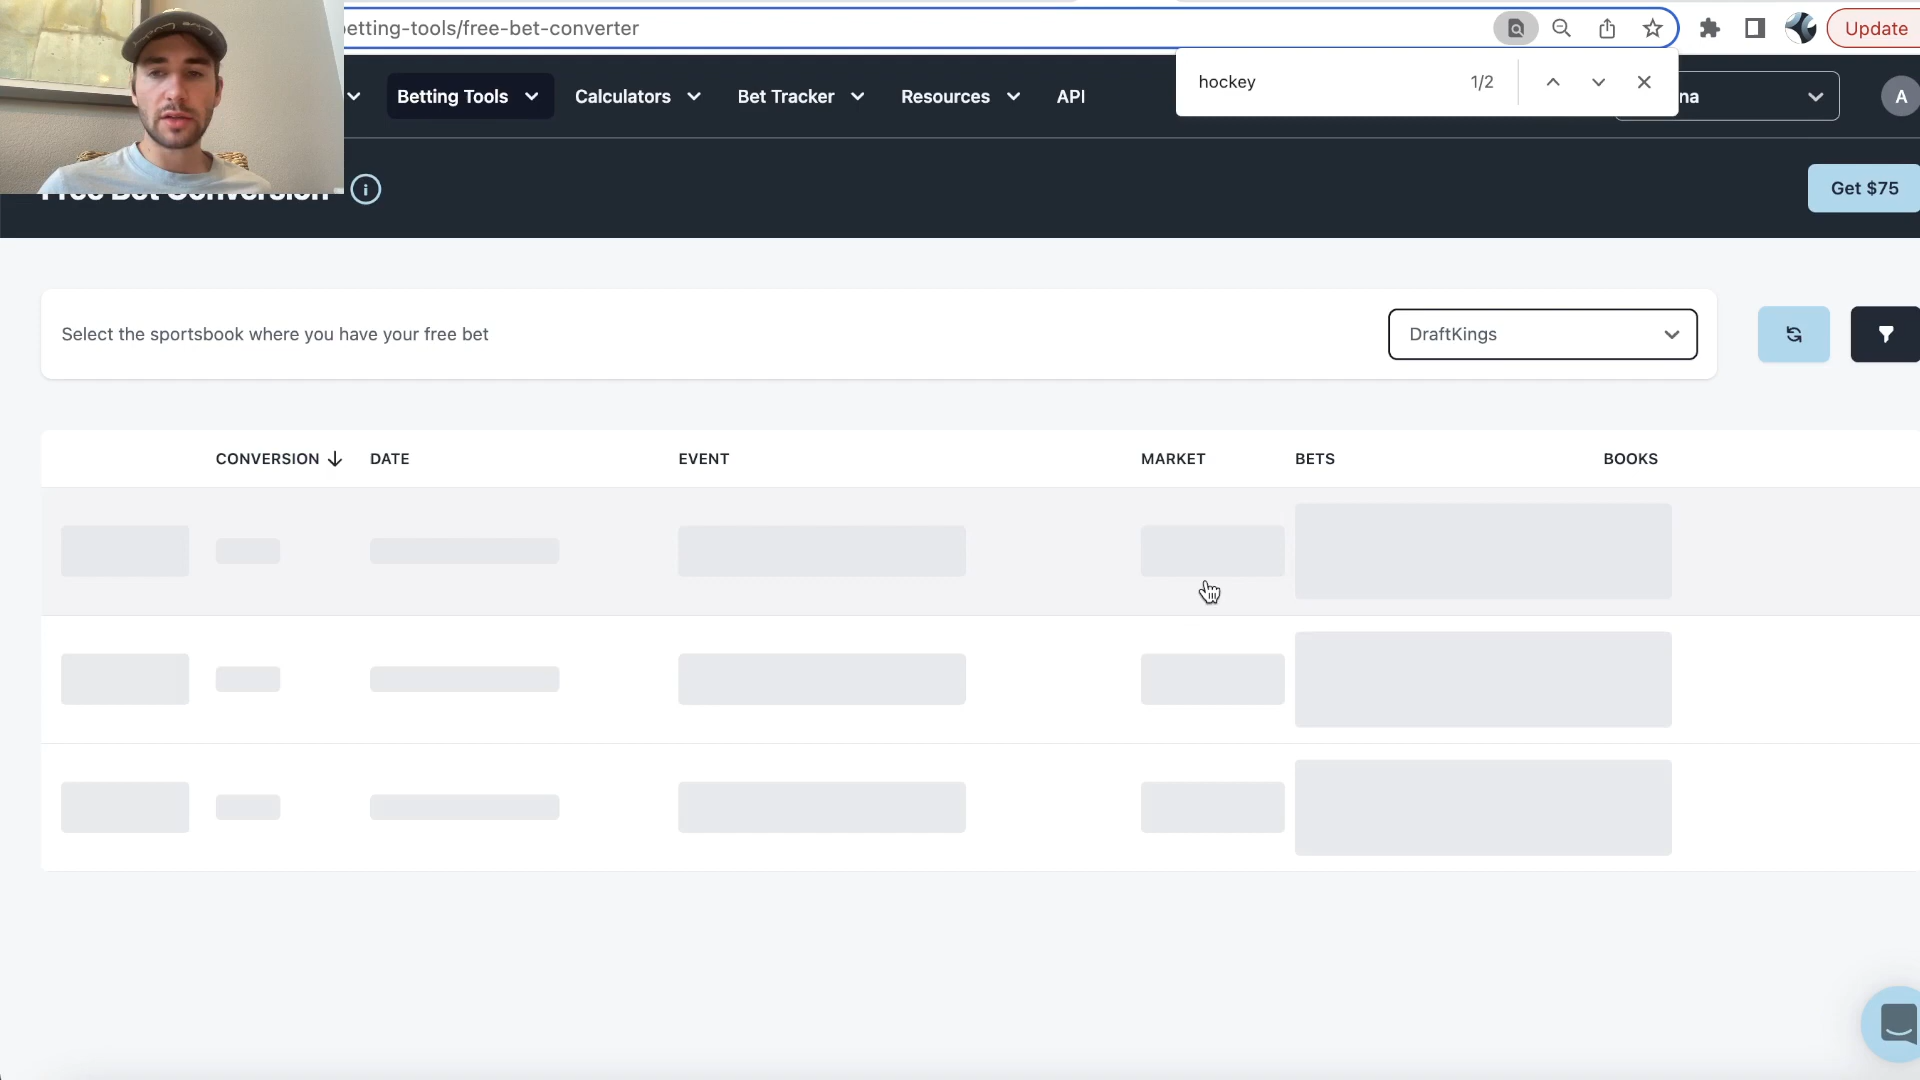 betting-tools/free-bet-converter
Update
hockey
1/2
Betting Tools
Calculators
Bet Tracker
Resources
API
na
A
Free Bet Conversion
Get $75
Select the sportsbook where you have your free bet
DraftKings
CONVERSION
DATE
EVENT
MARKET
BETS
BOOKS